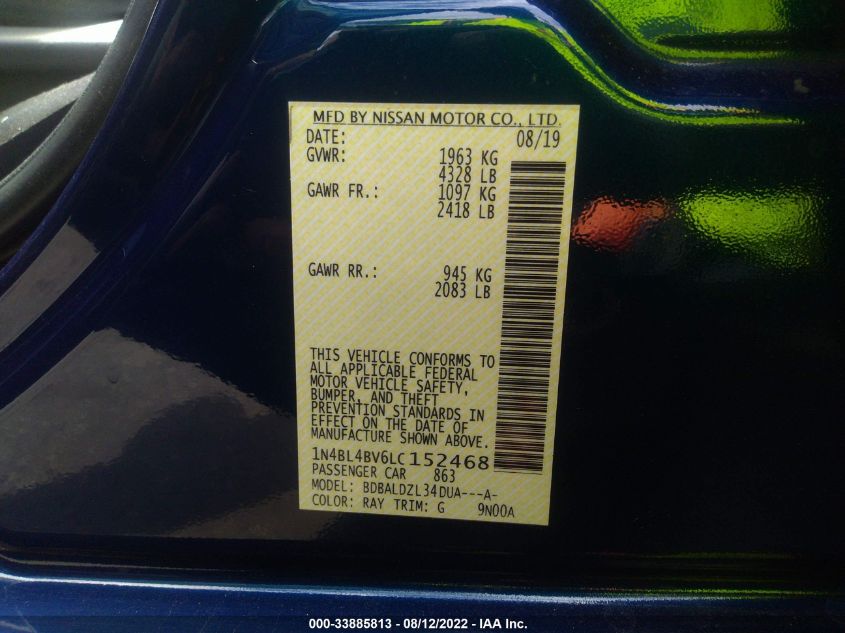 MFD BY NISSAN MOTOR CO., LTD.
DATE: 08/19
GVWR: 1963 KG
4328 LB
GAWR FR.: 1097 KG
2418 LB
GAWR RR.: 945 KG
2083 LB
THIS VEHICLE CONFORMS TO
ALL APPLICABLE FEDERAL
MOTOR VEHICLE SAFETY,
BUMPER, AND THEFT
PREVENTION STANDARDS IN
EFFECT ON THE DATE OF
MANUFACTURE SHOWN ABOVE.
1N4BL4BV6LC152468
PASSENGER CAR 863
MODEL: BDBALDZL34DUA---A-
COLOR: RAY TRIM: G 9N00A
000-33885813 - 08/12/2022 - IAA Inc.